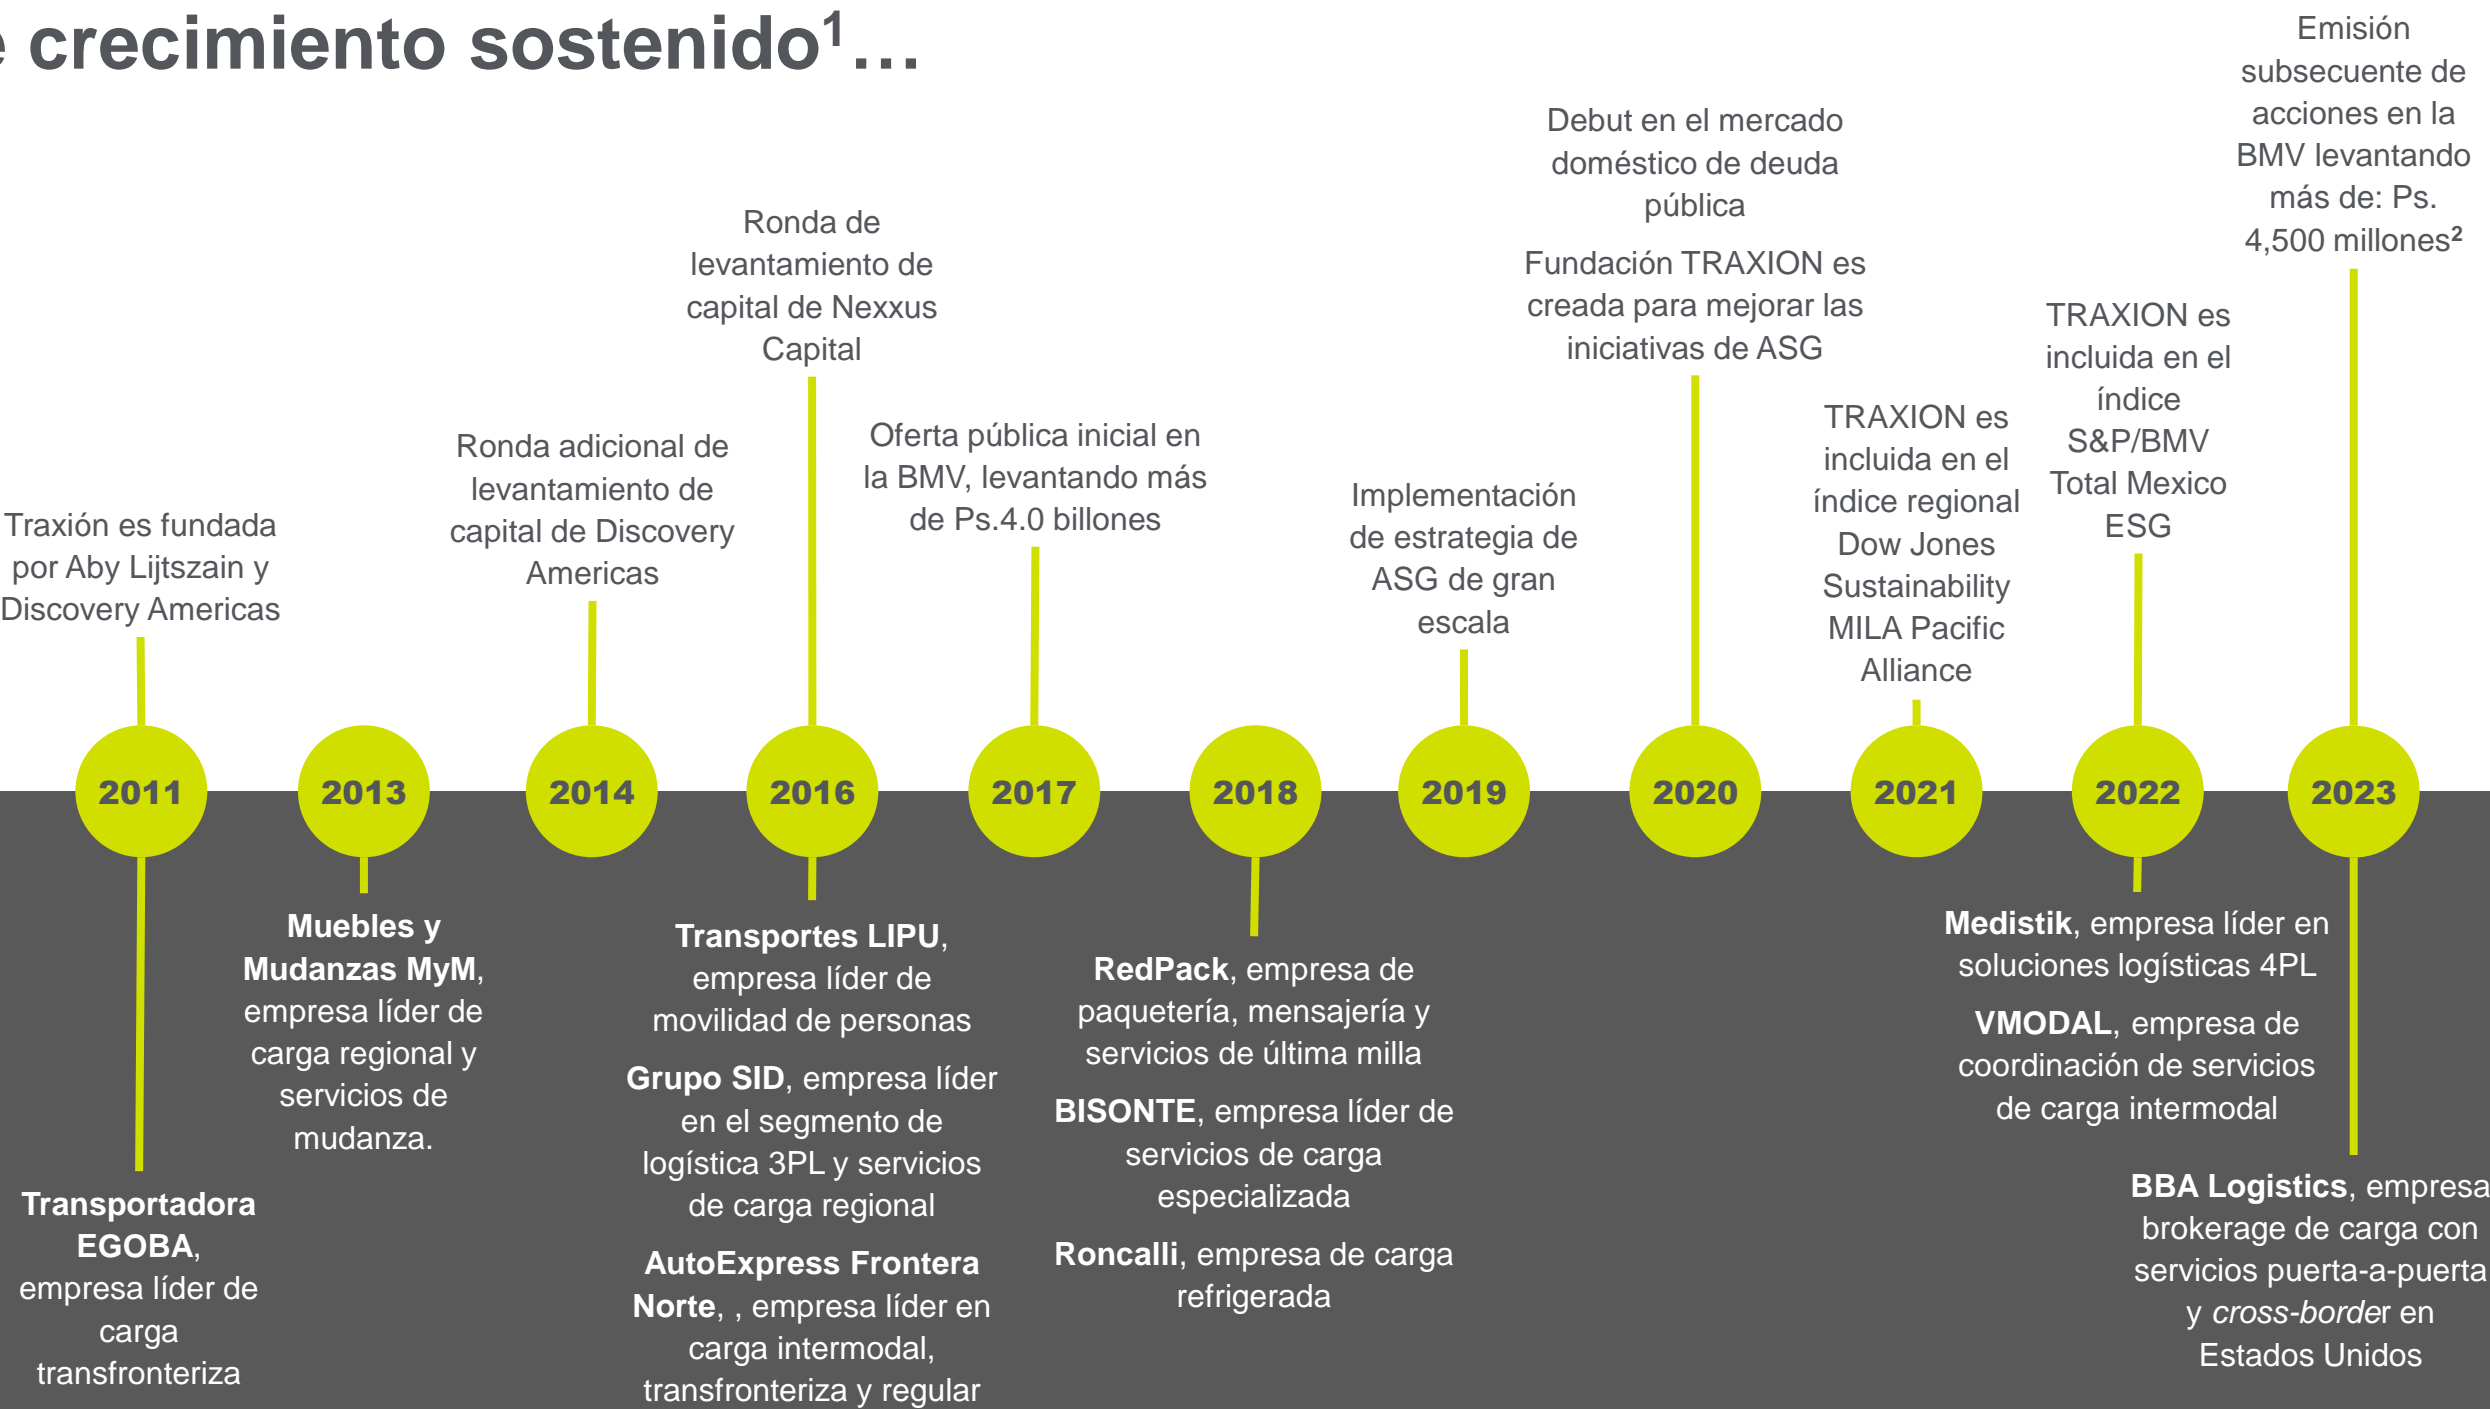 e crecimiento sostenido¹...
Traxión es fundada
por Aby Lijtszain y
Discovery Americas
Ronda adicional de
levantamiento de
capital de Discovery
Americas
Ronda de
levantamiento de
capital de Nexxus
Capital
Oferta pública inicial en
la BMV, levantando más
de Ps.4.0 billones
Implementación
de estrategia de
ASG de gran
escala
Debut en el mercado
doméstico de deuda
pública
Fundación TRAXION es
creada para mejorar las
iniciativas de ASG
TRAXION es
incluida en el
índice regional
Dow Jones
Sustainability
MILA Pacific
Alliance
TRAXION es
incluida en el
índice
S&P/BMV
Total Mexico
ESG
Emisión
subsecuente de
acciones en la
BMV levantando
más de: Ps.
4,500 millones²
2011
2013
2014
2016
2017
2018
2019
2020
2021
2022
2023
Transportadora
EGOBA,
empresa líder de
carga
transfronteriza
Muebles y
Mudanzas MyM,
empresa líder de
carga regional y
servicios de
mudanza.
Transportes LIPU,
empresa líder de
movilidad de personas
Grupo SID, empresa líder
en el segmento de
logística 3PL y servicios
de carga regional
AutoExpress Frontera
Norte, , empresa líder en
carga intermodal,
transfronteriza y regular
RedPack, empresa de
paquetería, mensajería y
servicios de última milla
BISONTE, empresa líder de
servicios de carga
especializada
Roncalli, empresa de carga
refrigerada
Medistik, empresa líder en
soluciones logísticas 4PL
VMODAL, empresa de
coordinación de servicios
de carga intermodal
BBA Logistics, empresa
brokerage de carga con
servicios puerta-a-puerta
y cross-border en
Estados Unidos